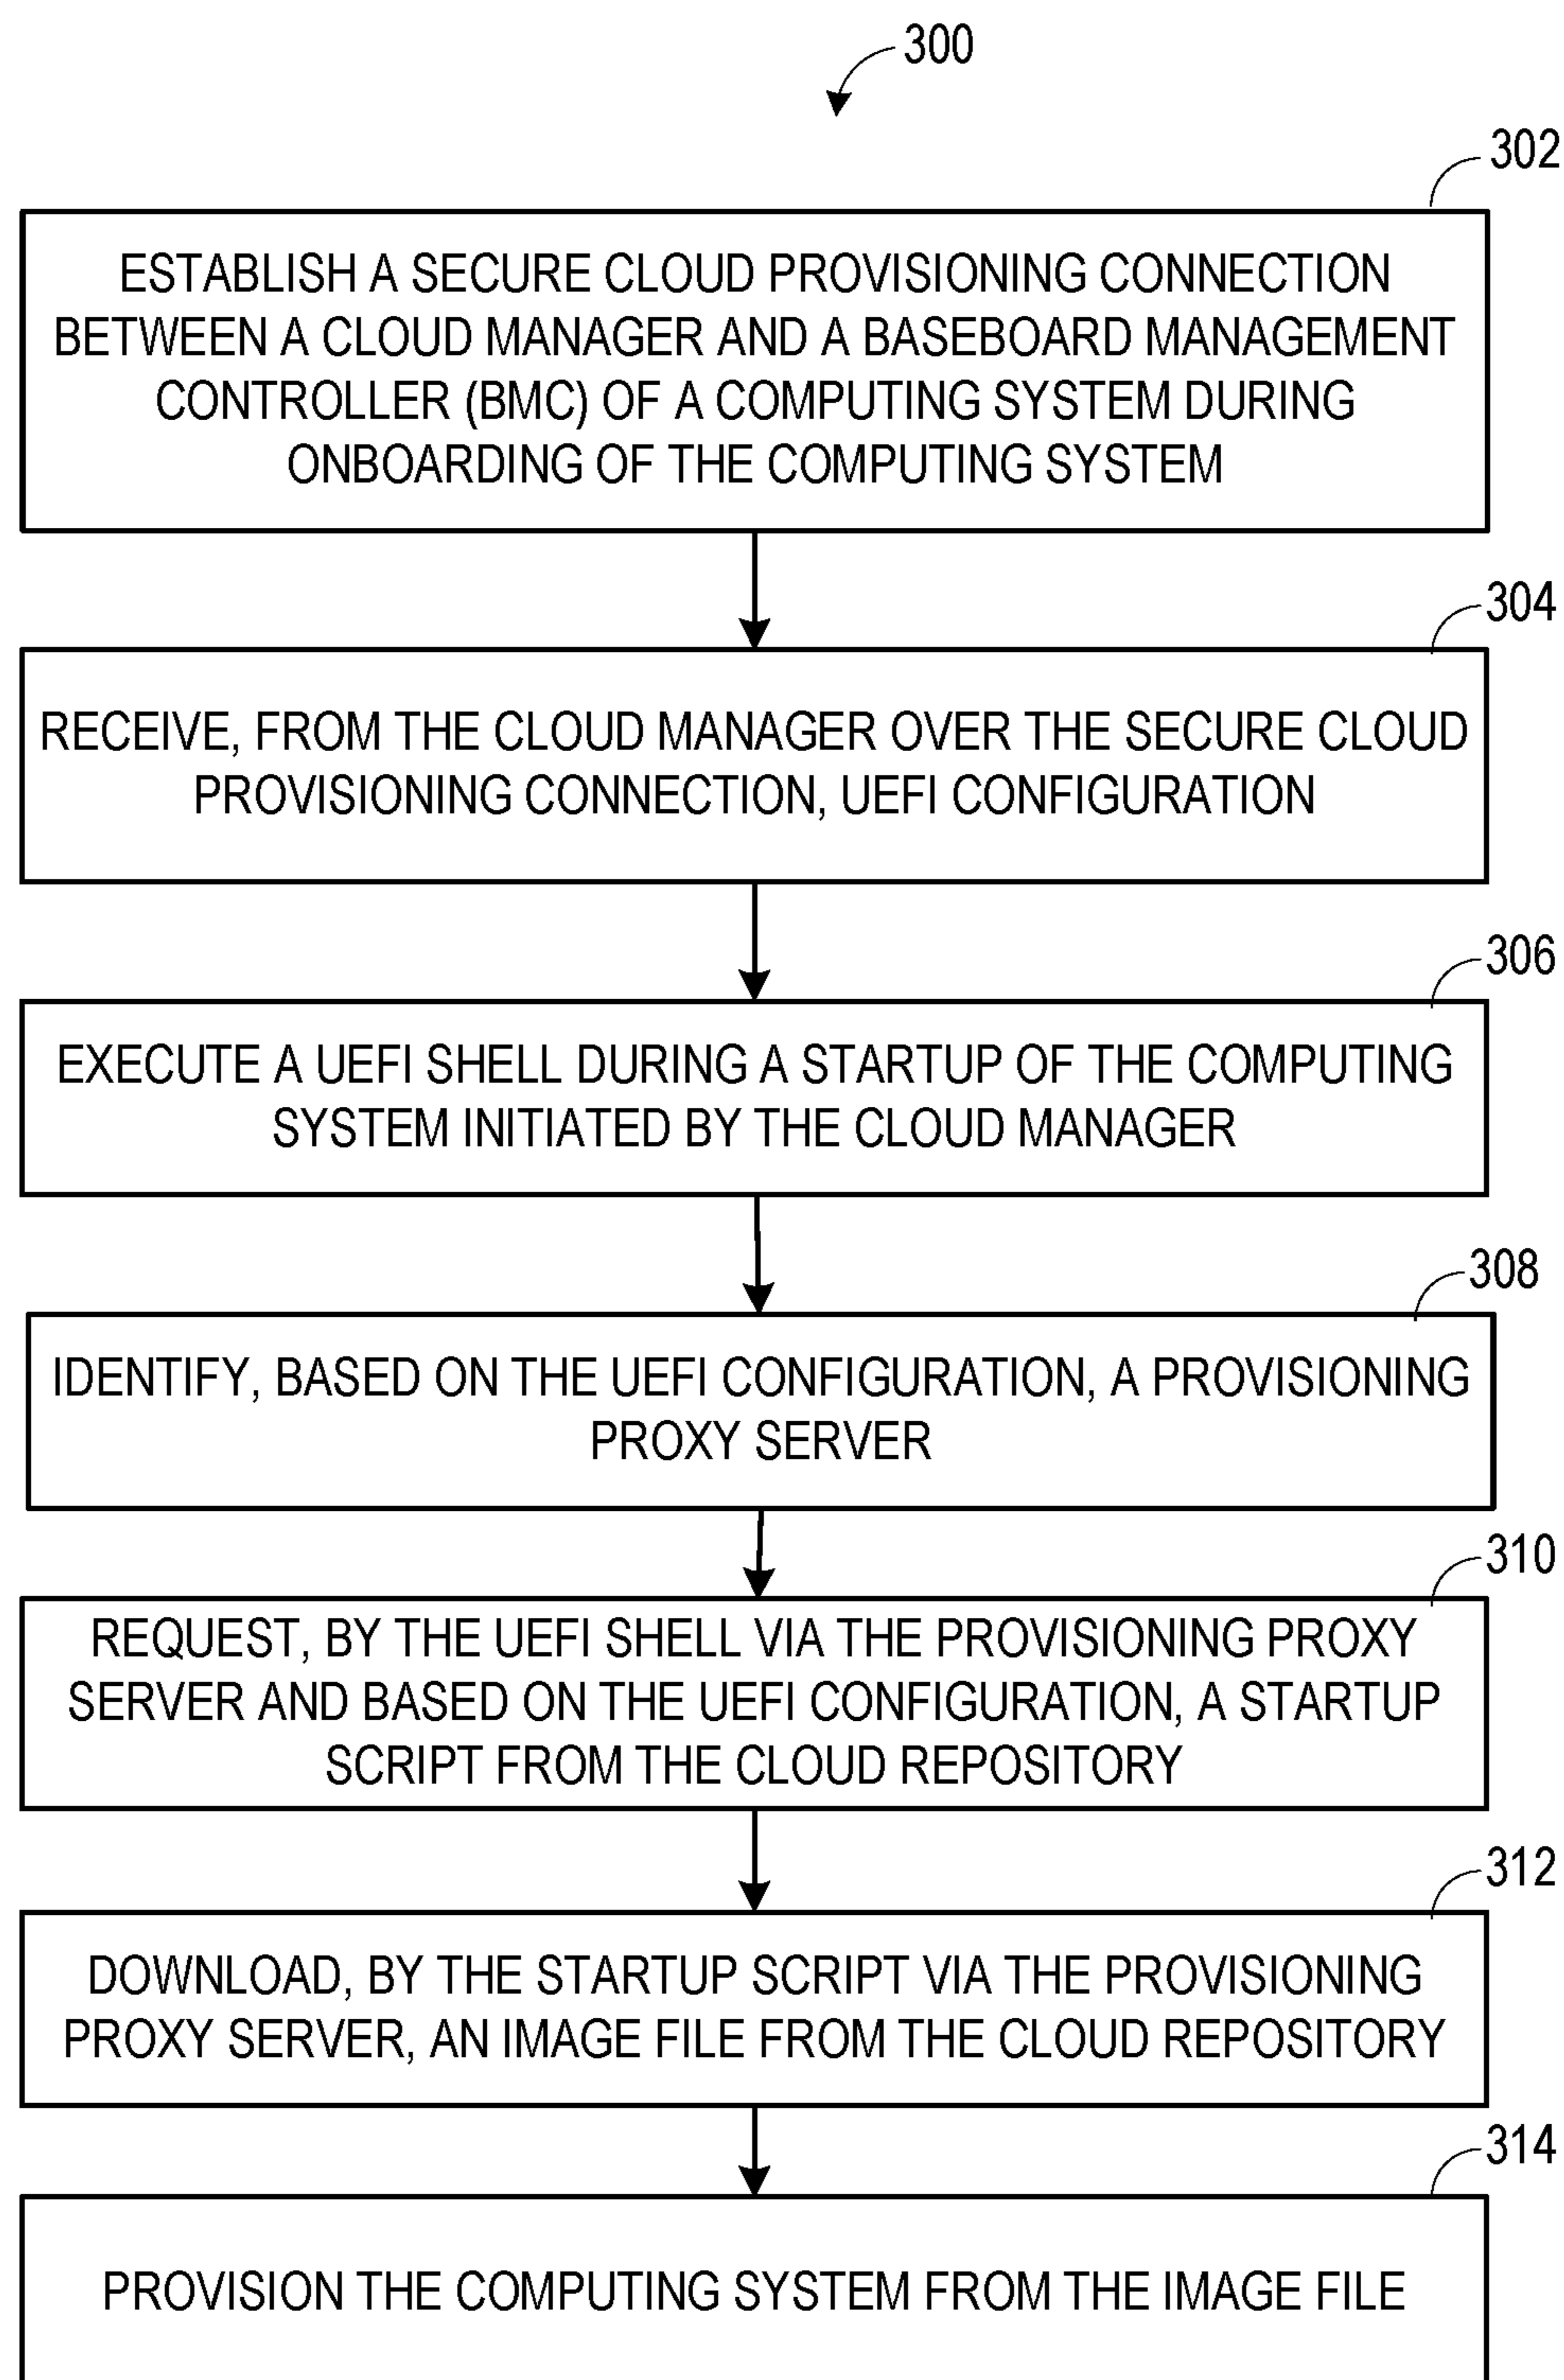 300
302
ESTABLISH A SECURE CLOUD PROVISIONING CONNECTION
BETWEEN A CLOUD MANAGER AND A BASEBOARD MANAGEMENT
CONTROLLER (BMC) OF A COMPUTING SYSTEM DURING
ONBOARDING OF THE COMPUTING SYSTEM
304
RECEIVE, FROM THE CLOUD MANAGER OVER THE SECURE CLOUD
PROVISIONING CONNECTION, UEFI CONFIGURATION
306
EXECUTE A UEFI SHELL DURING A STARTUP OF THE COMPUTING
SYSTEM INITIATED BY THE CLOUD MANAGER
308
IDENTIFY, BASED ON THE UEFI CONFIGURATION, A PROVISIONING
PROXY SERVER
310
REQUEST, BY THE UEFI SHELL VIA THE PROVISIONING PROXY
SERVER AND BASED ON THE UEFI CONFIGURATION, A STARTUP
SCRIPT FROM THE CLOUD REPOSITORY
312
DOWNLOAD, BY THE STARTUP SCRIPT VIA THE PROVISIONING
PROXY SERVER, AN IMAGE FILE FROM THE CLOUD REPOSITORY
314
PROVISION THE COMPUTING SYSTEM FROM THE IMAGE FILE